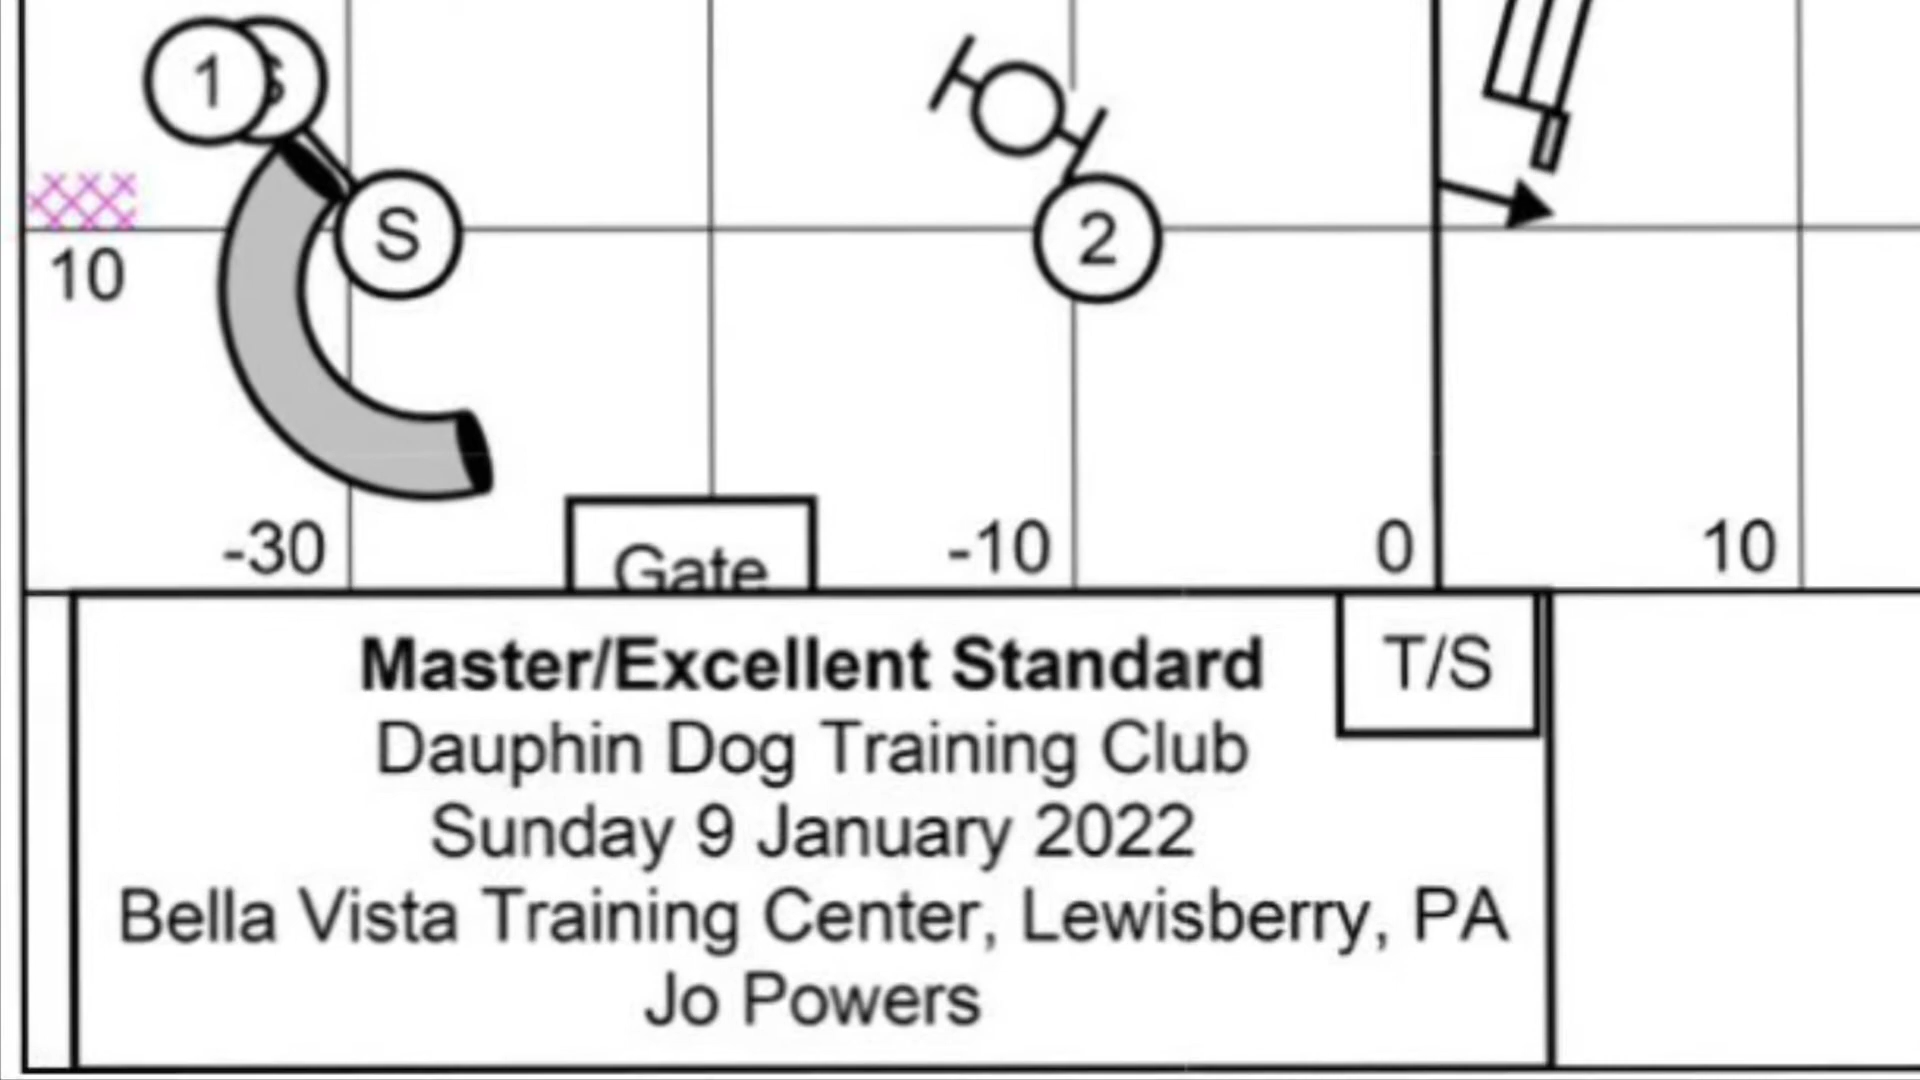 1 S
S
2
10
-30 Gate -10 0 10
Master/Excellent Standard
T/S
Dauphin Dog Training Club
Sunday 9 January 2022
Bella Vista Training Center, Lewisberry, PA
Jo Powers